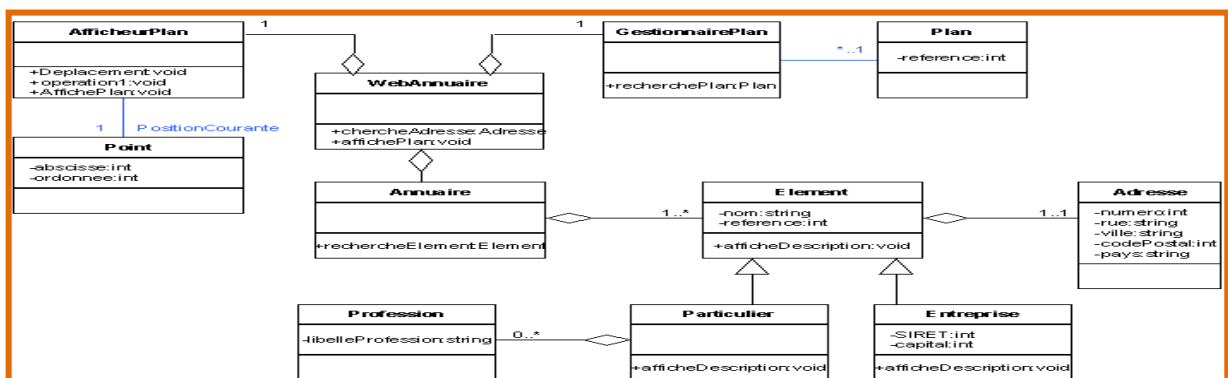 AfficheurPlan
+Deplacement:void
+operation1:void
+AffichePlan:void
1
1
GestionnairePlan
+recherchePlan:Plan
*..1
Plan
-reference:int
WebAnnuaire
+chercheAdresse:Adresse
+affichePlan:void
1 PositionCourante
Point
-abscisse:int
-ordonnee:int
Annuaire
+rechercheElement:Element
1..*
Element
-nom:string
-reference:int
+afficheDescription:void
1..1
Adresse
-numero:int
-rue:string
-ville:string
-codePostal:int
-pays:string
Profession
-libelleProfession:string
0..*
Particulier
+afficheDescription:void
Entreprise
-SIRET:int
-capital:int
+afficheDescription:void